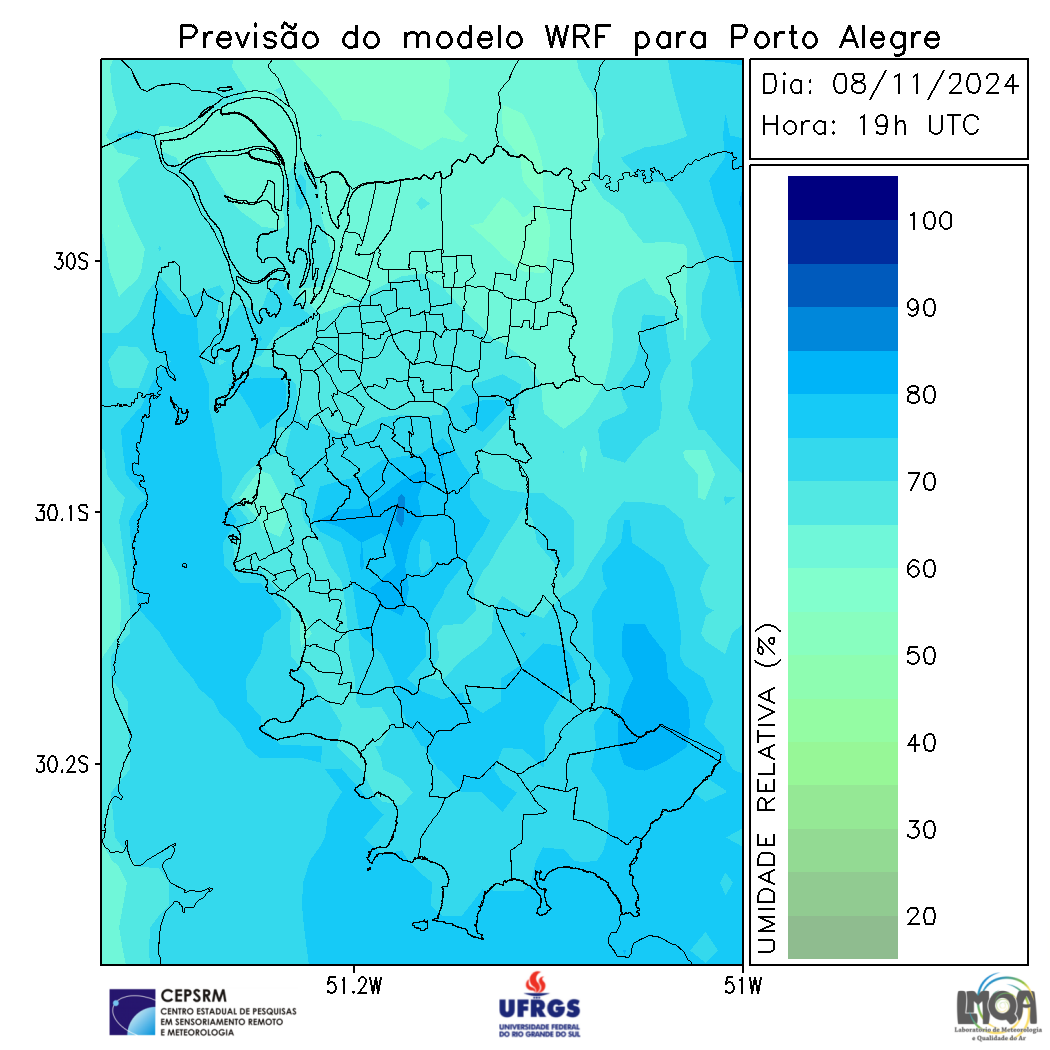 Previsão do modelo WRF para Porto Alegre
Dia: 08/11/2024
Hora: 19h UTC
30S
30.1S
30.2S
51.2W
51W
100
90
80
70
60
50
40
30
20
UMIDADE RELATIVA (%)
CEPSRM
CENTRO ESTADUAL DE PESQUISAS
EM SENSORIAMENTO REMOTO
E METEOROLOGIA
UFRGS
UNIVERSIDADE FEDERAL
DO RIO GRANDE DO SUL
LMQA
Laboratório de Meteorologia
e Qualidade do Ar